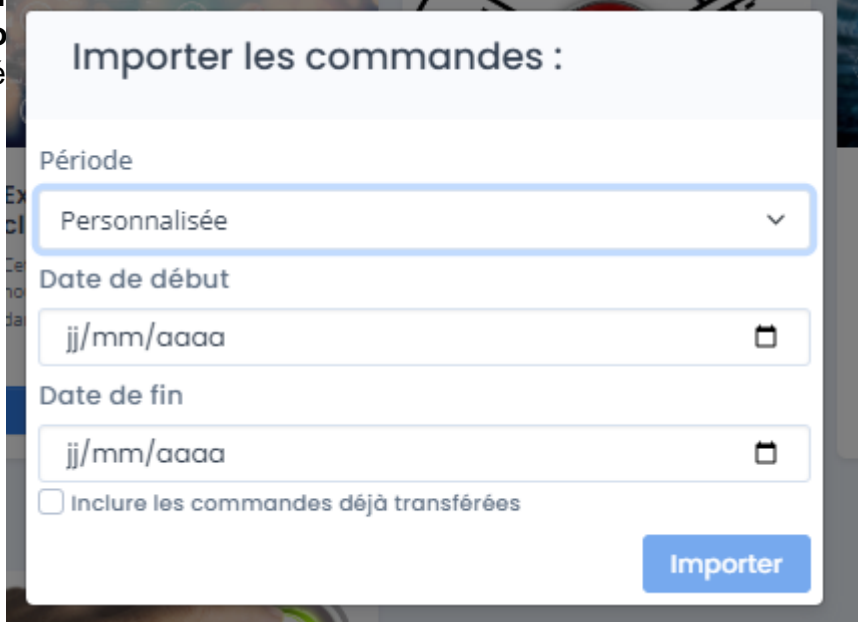 Importer les commandes :
Période
Personnalisée
Date de début
jj/mm/aaaa
Date de fin
jj/mm/aaaa
Inclure les commandes déjà transférées
Importer